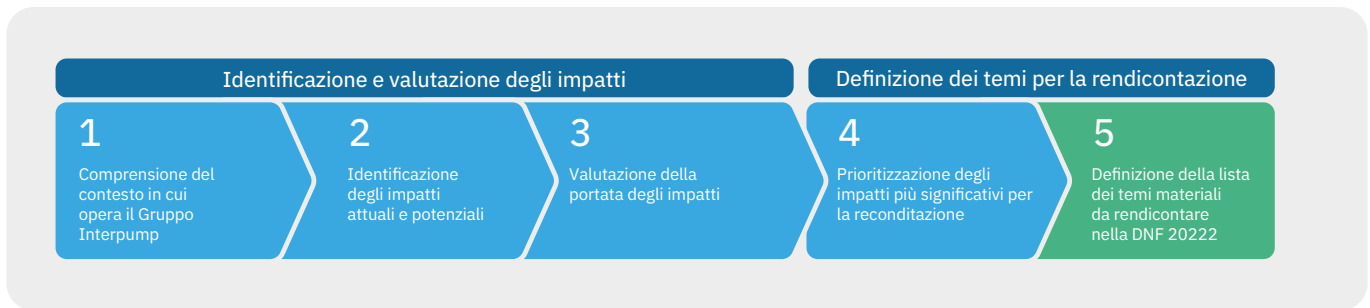 Identificazione e valutazione degli impatti
Definizione dei temi per la rendicontazione
1
Comprensione del
contesto in cui
opera il Gruppo
Interpump
2
Identificazione
degli impatti
attuali e potenziali
3
Valutazione della
portata degli impatti
4
Prioritizzazione degli
impatti più significativi per
la reconditazione
5
Definizione della lista
dei temi materiali
da rendicontare
nella DNF 20222